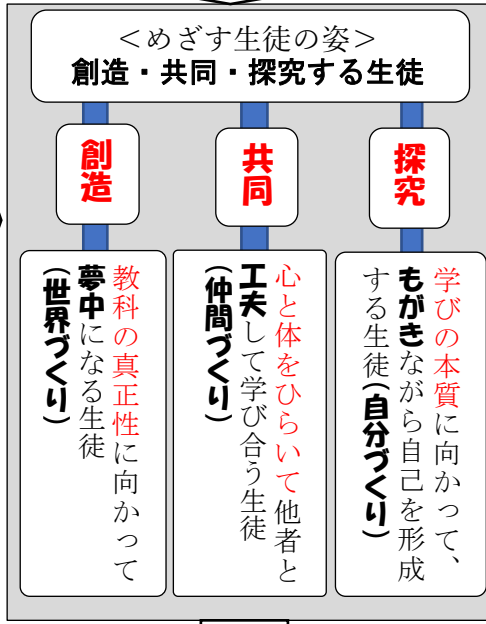 <めざす生徒の姿>
創造・共同・探究する生徒
創造
共同
探究
教科の真正性に向かって
夢中になる生徒
(世界づくり)
心と体をひらいて他者と
工夫して学び合う生徒
(仲間づくり)
学びの本質に向かって、
もがきながら自己を形成
する生徒(自分づくり)